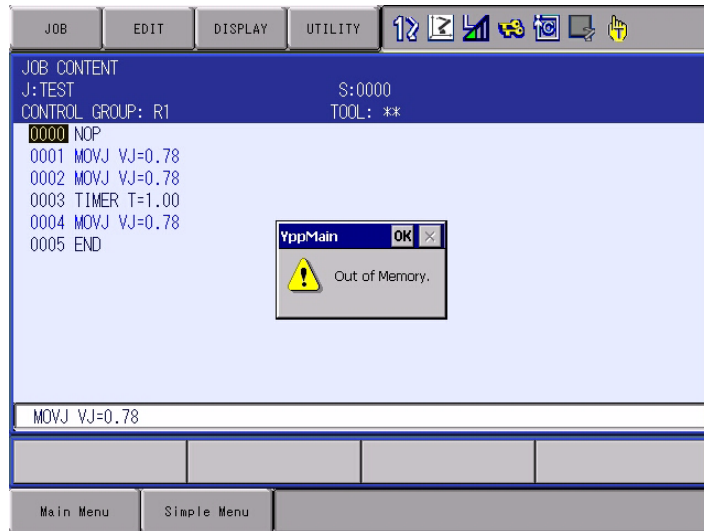 JOB EDIT DISPLAY UTILITY
JOB CONTENT
J:TEST S:0000
CONTROL GROUP: R1 TOOL: **
0000 NOP
0001 MOVJ VJ=0.78
0002 MOVJ VJ=0.78
0003 TIMER T=1.00
0004 MOVJ VJ=0.78
0005 END
YppMain OK
Out of Memory.
MOVJ VJ=0.78
Main Menu Simple Menu